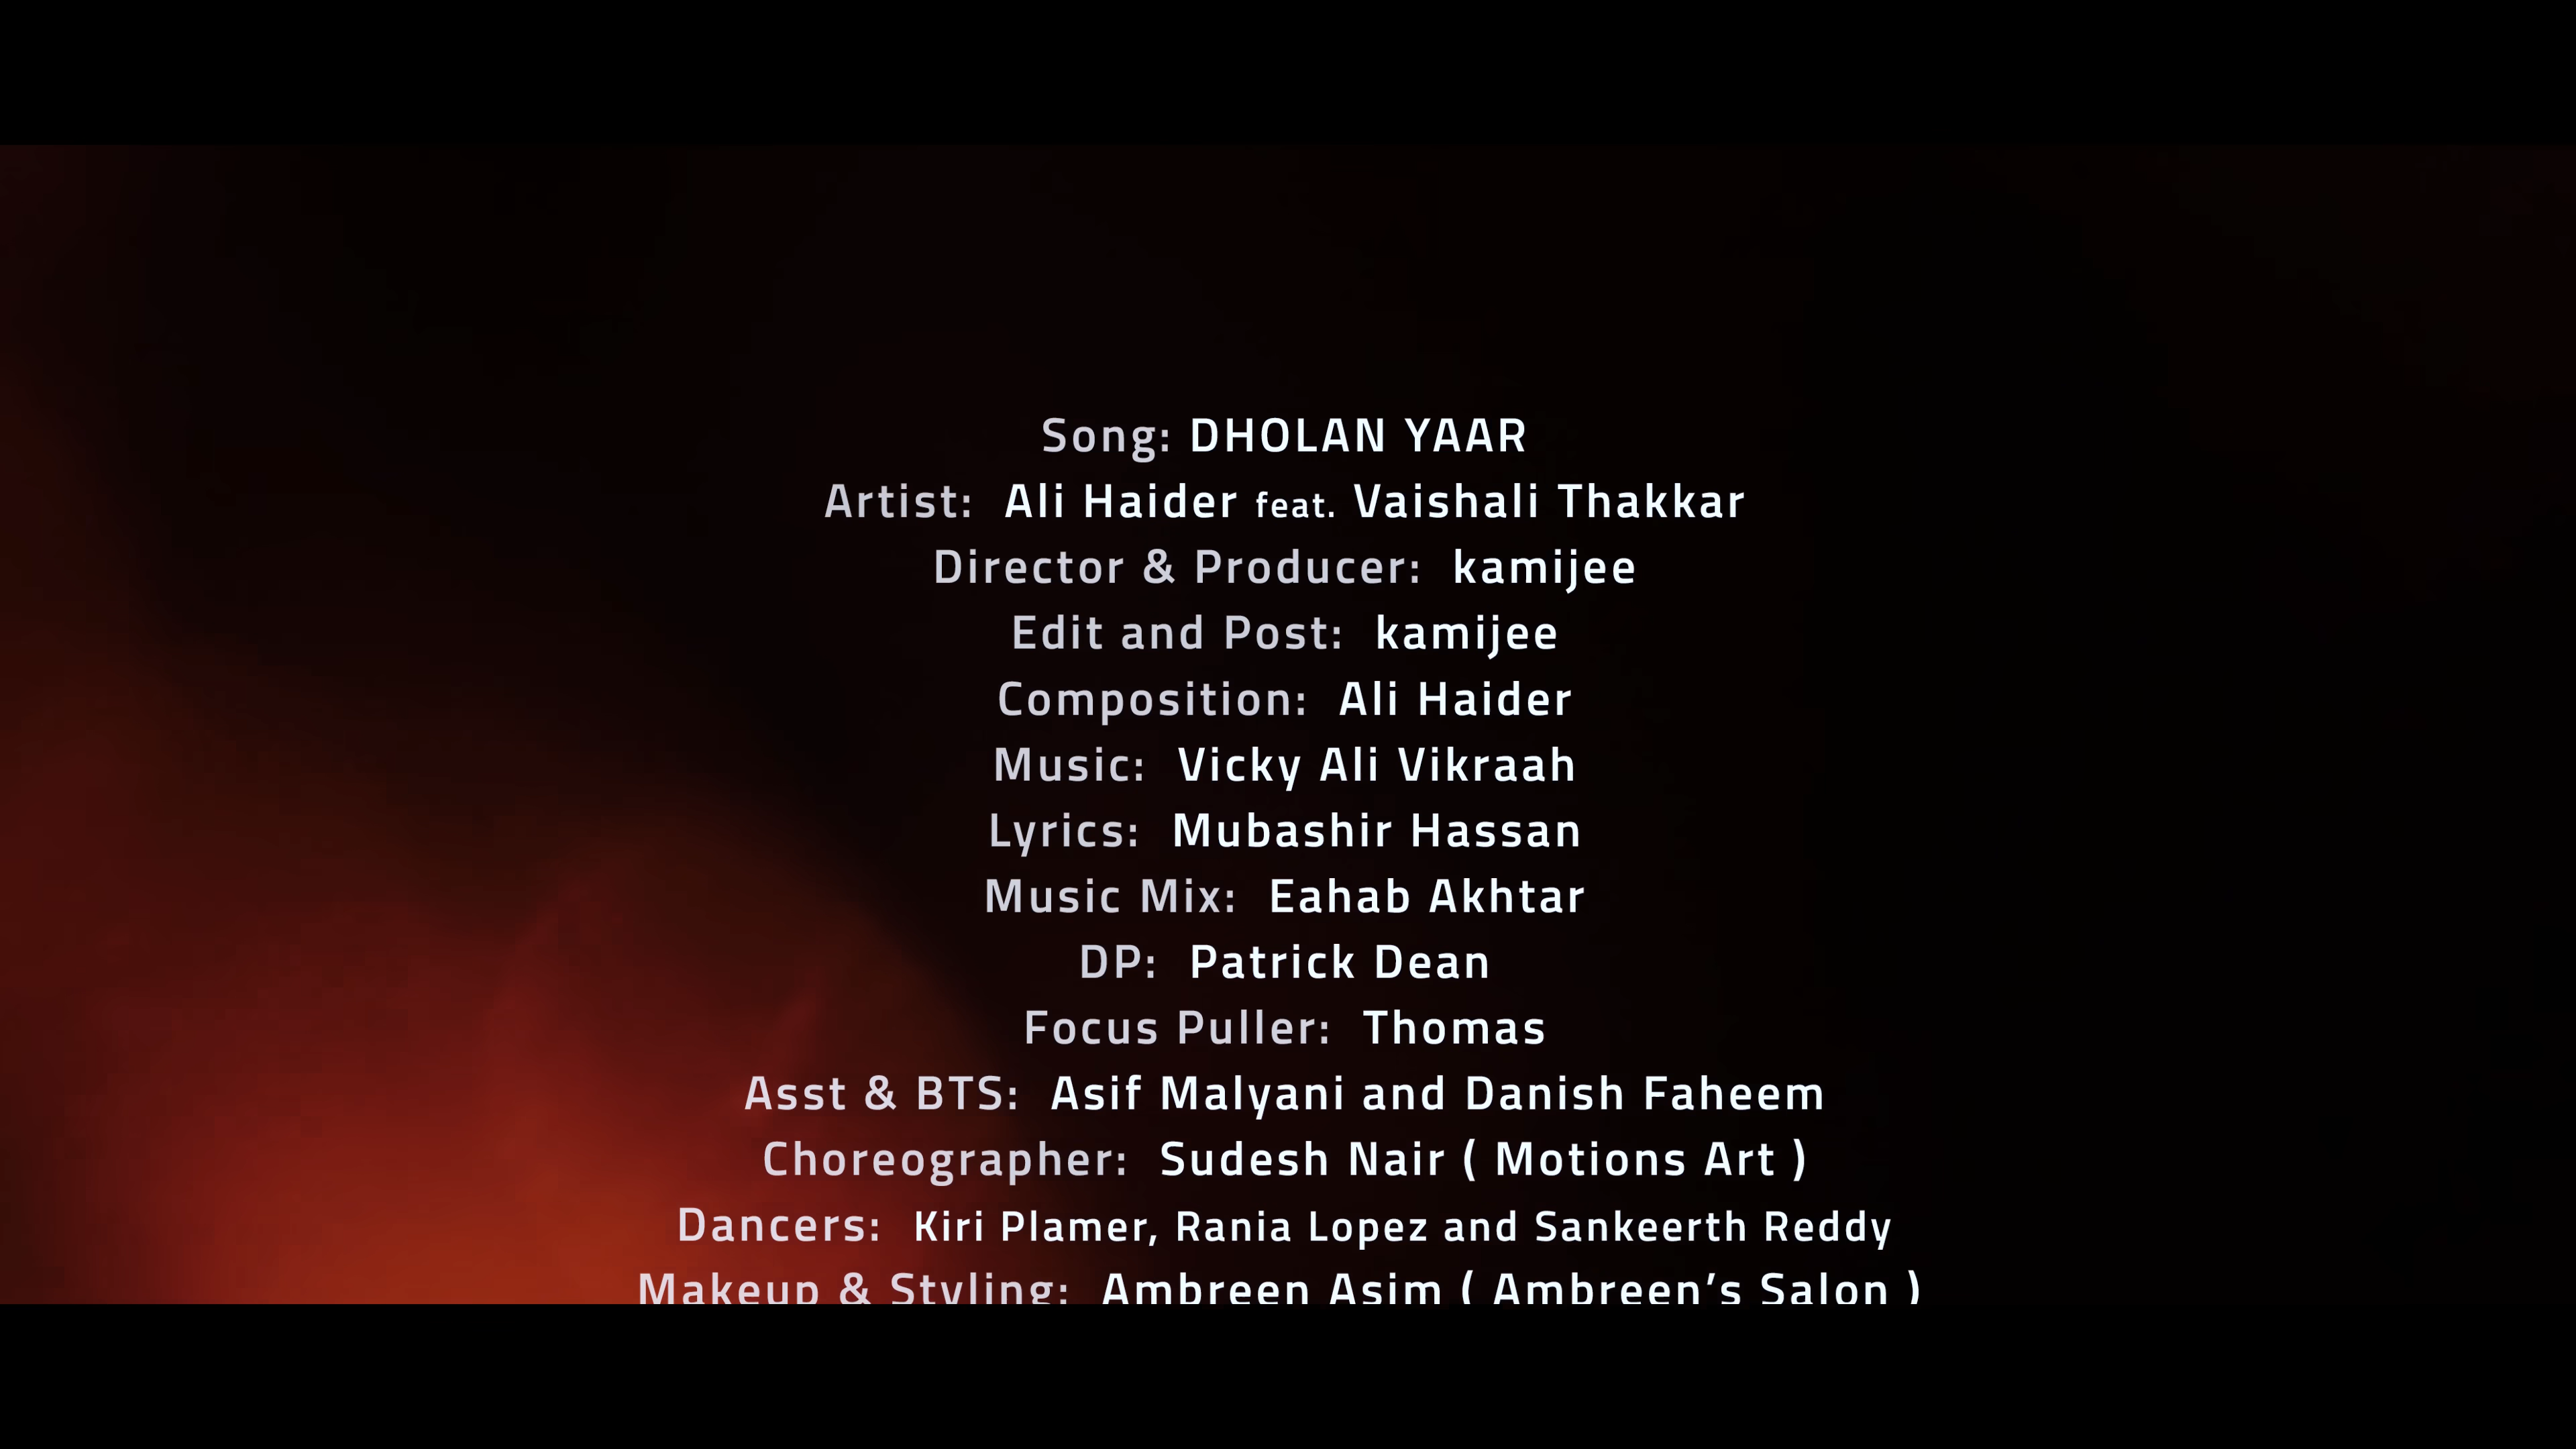 Song: DHOLAN YAAR
Artist: Ali Haider feat. Vaishali Thakkar
Director & Producer: kamijee
Edit and Post: kamijee
Composition: Ali Haider
Music: Vicky Ali Vikraah
Lyrics: Mubashir Hassan
Music Mix: Eahab Akhtar
DP: Patrick Dean
Focus Puller: Thomas
Asst & BTS: Asif Malyani and Danish Faheem
Choreographer: Sudesh Nair ( Motions Art )
Dancers: Kiri Plamer, Rania Lopez and Sankeerth Reddy
Makeup & Styling: Ambreen Asim ( Ambreen’s Salon )